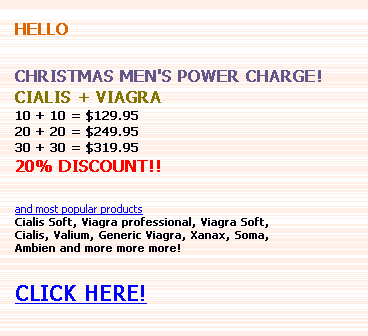 HELLO
CHRISTMAS MEN'S POWER CHARGE!
CIALIS + VIAGRA
10 + 10 = $129.95
20 + 20 = $249.95
30 + 30 = $319.95
20% DISCOUNT!!
and most popular products
Cialis Soft, Viagra professional, Viagra Soft,
Cialis, Valium, Generic Viagra, Xanax, Soma,
Ambien and more more more!
CLICK HERE!